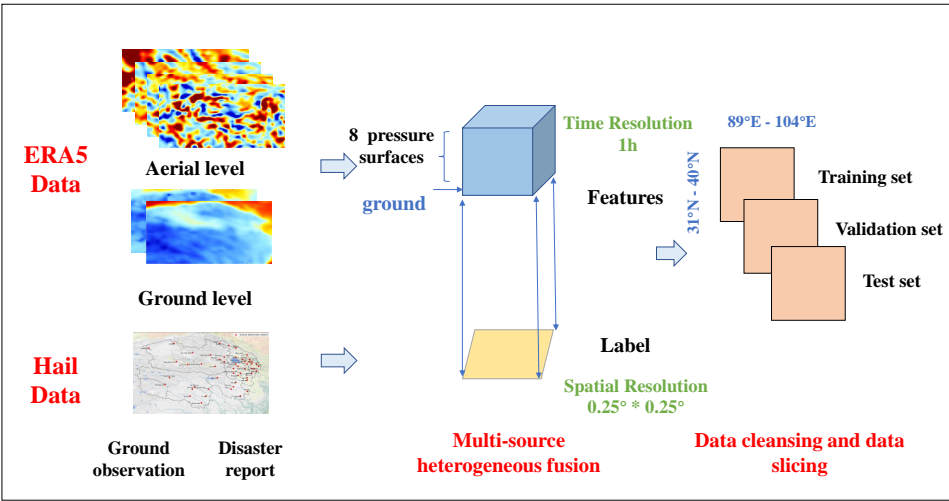 ERA5
Data
Aerial level
Ground level
Hail
Data
Ground
observation
Disaster
report
8 pressure
surfaces
ground
Time Resolution
1h
Features
Label
Spatial Resolution
0.25° * 0.25°
Multi-source
heterogeneous fusion
89°E - 104°E
31°N - 40°N
Training set
Validation set
Test set
Data cleansing and data
slicing